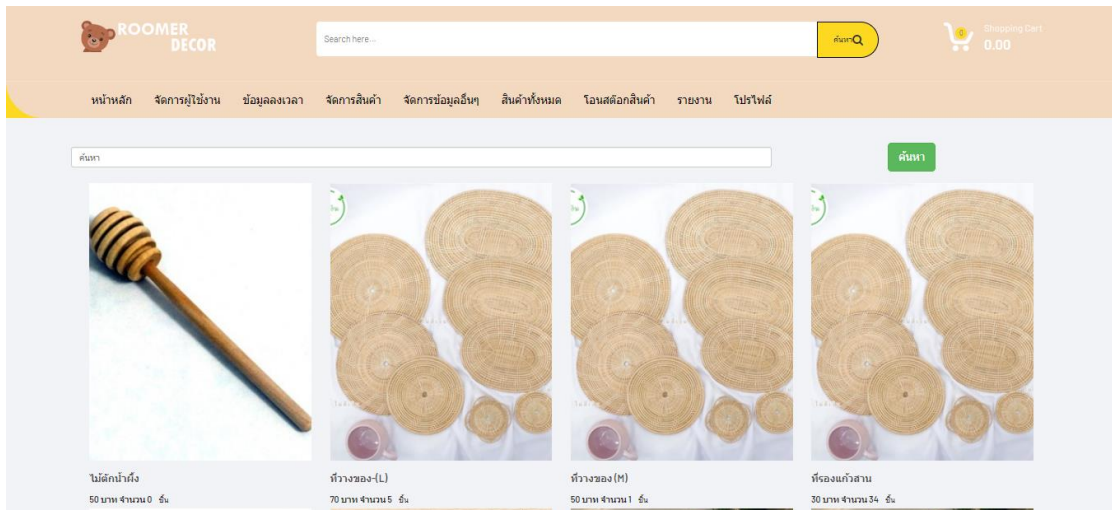 ROOMER
DECOR
Search here...
ค้นหา
0
Shopping Cart
0.00
หน้าหลัก จัดการผู้ใช้งาน ข้อมูลลงเวลา จัดการสินค้า จัดการข้อมูลอื่นๆ สินค้าทั้งหมด โอนสต๊อกสินค้า รายงาน โปรไฟล์
ค้นหา ค้นหา
ไม้ตักน้ำผึ้ง ที่วางของ-(L) ที่วางของ (M) ที่รองแก้วสาน
50 บาท จำนวน 0 ชิ้น 70 บาท จำนวน 5 ชิ้น 50 บาท จำนวน 1 ชิ้น 30 บาท จำนวน 34 ชิ้น